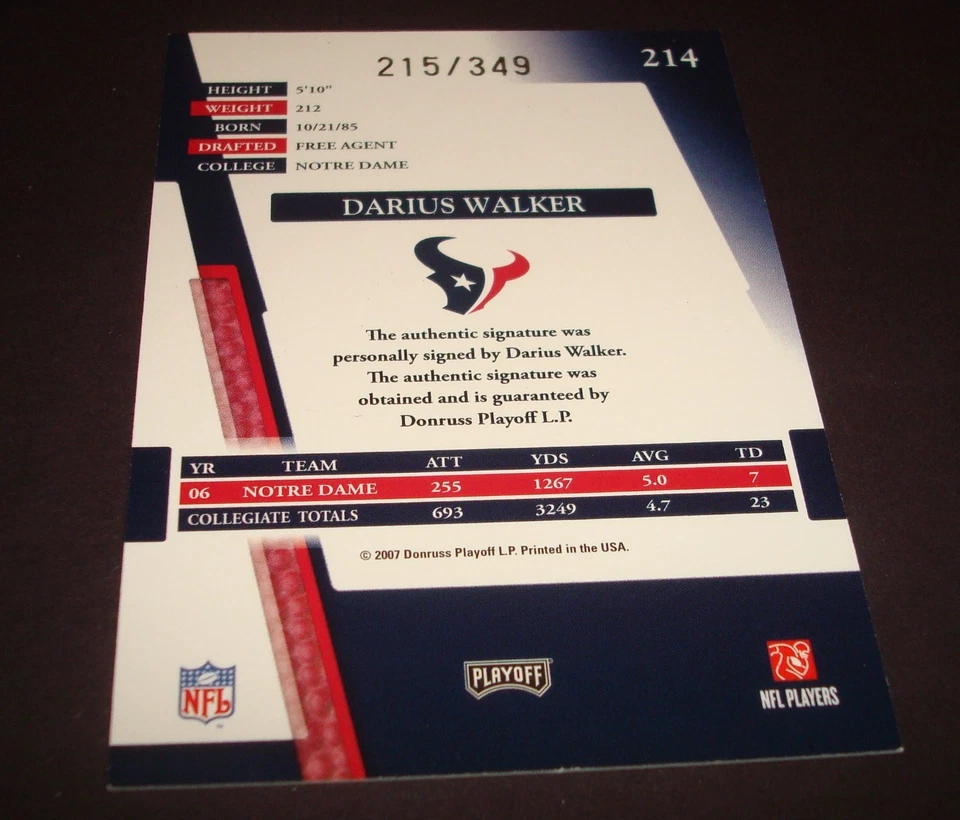 215/349
214
HEIGHT 5'10"
WEIGHT 212
BORN 10/21/85
DRAFTED FREE AGENT
COLLEGE NOTRE DAME
DARIUS WALKER
The authentic signature was
personally signed by Darius Walker.
The authentic signature was
obtained and is guaranteed by
Donruss Playoff L.P.
YR TEAM ATT YDS AVG TD
06 NOTRE DAME 255 1267 5.0 7
COLLEGIATE TOTALS 693 3249 4.7 23
© 2007 Donruss Playoff L.P. Printed in the USA.
NFL
PLAYOFF
NFL PLAYERS